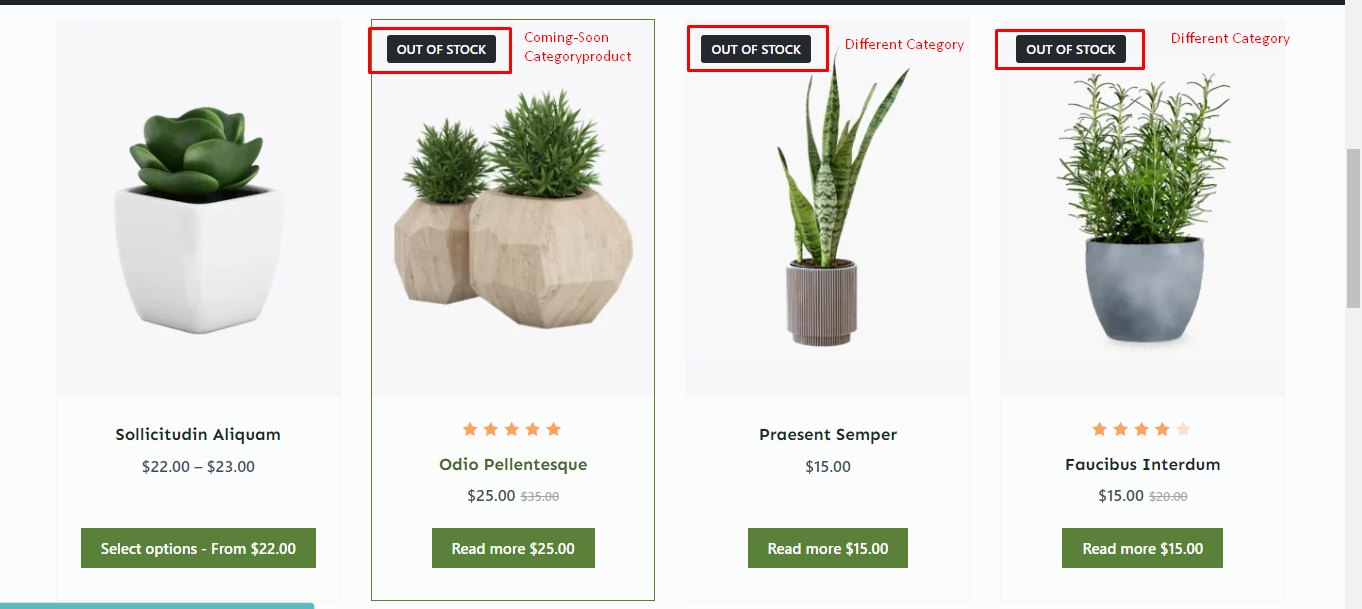 OUT OF STOCK
Coming-Soon
Categoryproduct
OUT OF STOCK
Different Category
OUT OF STOCK
Different Category
Sollicitudin Aliquam
$22.00 – $23.00
Select options - From $22.00
Odio Pellentesque
$25.00 $35.00
Read more $25.00
Praesent Semper
$15.00
Read more $15.00
Faucibus Interdum
$15.00 $20.00
Read more $15.00